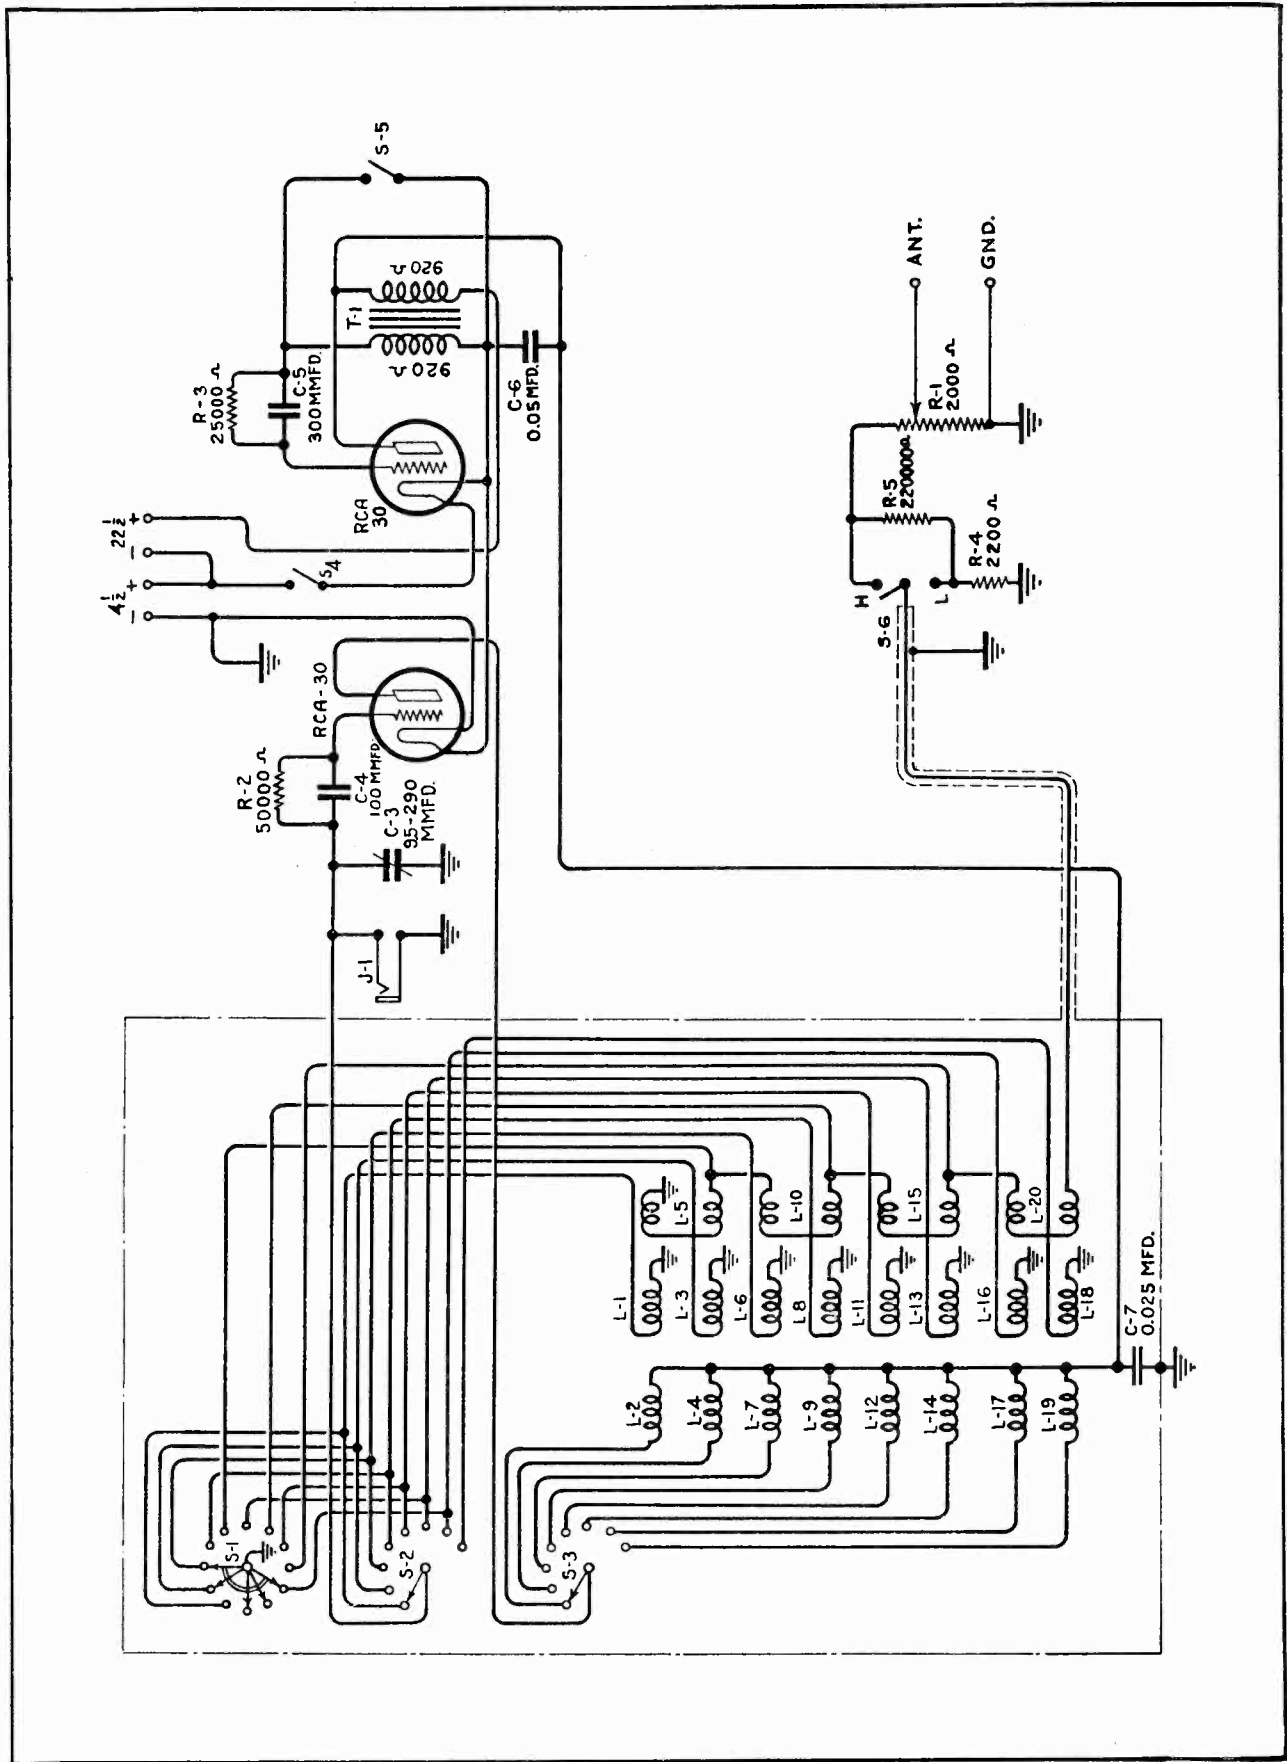 S-5
920 Ω
T-1
920 Ω
R-3
25000 Ω
C-5
300 MMFD.
C-6
0.05 MFD.
RCA
30
22½
+
−
4½
+
−
S4
RCA-30
R-2
50000 Ω
C-4
100 MMFD.
C-3
95-290
MMFD.
J-1
ANT.
GND.
R-1
2000 Ω
R-5
220000Ω
R-4
2200 Ω
H
L
S-6
S-1
S-2
S-3
L-1
L-3
L-6
L8
L-11
L-13
L-16
L-18
L-5
L-10
L-15
L-20
L-2
L-4
L-7
L-9
L-12
L-14
L-17
L-19
C-7
0.025 MFD.